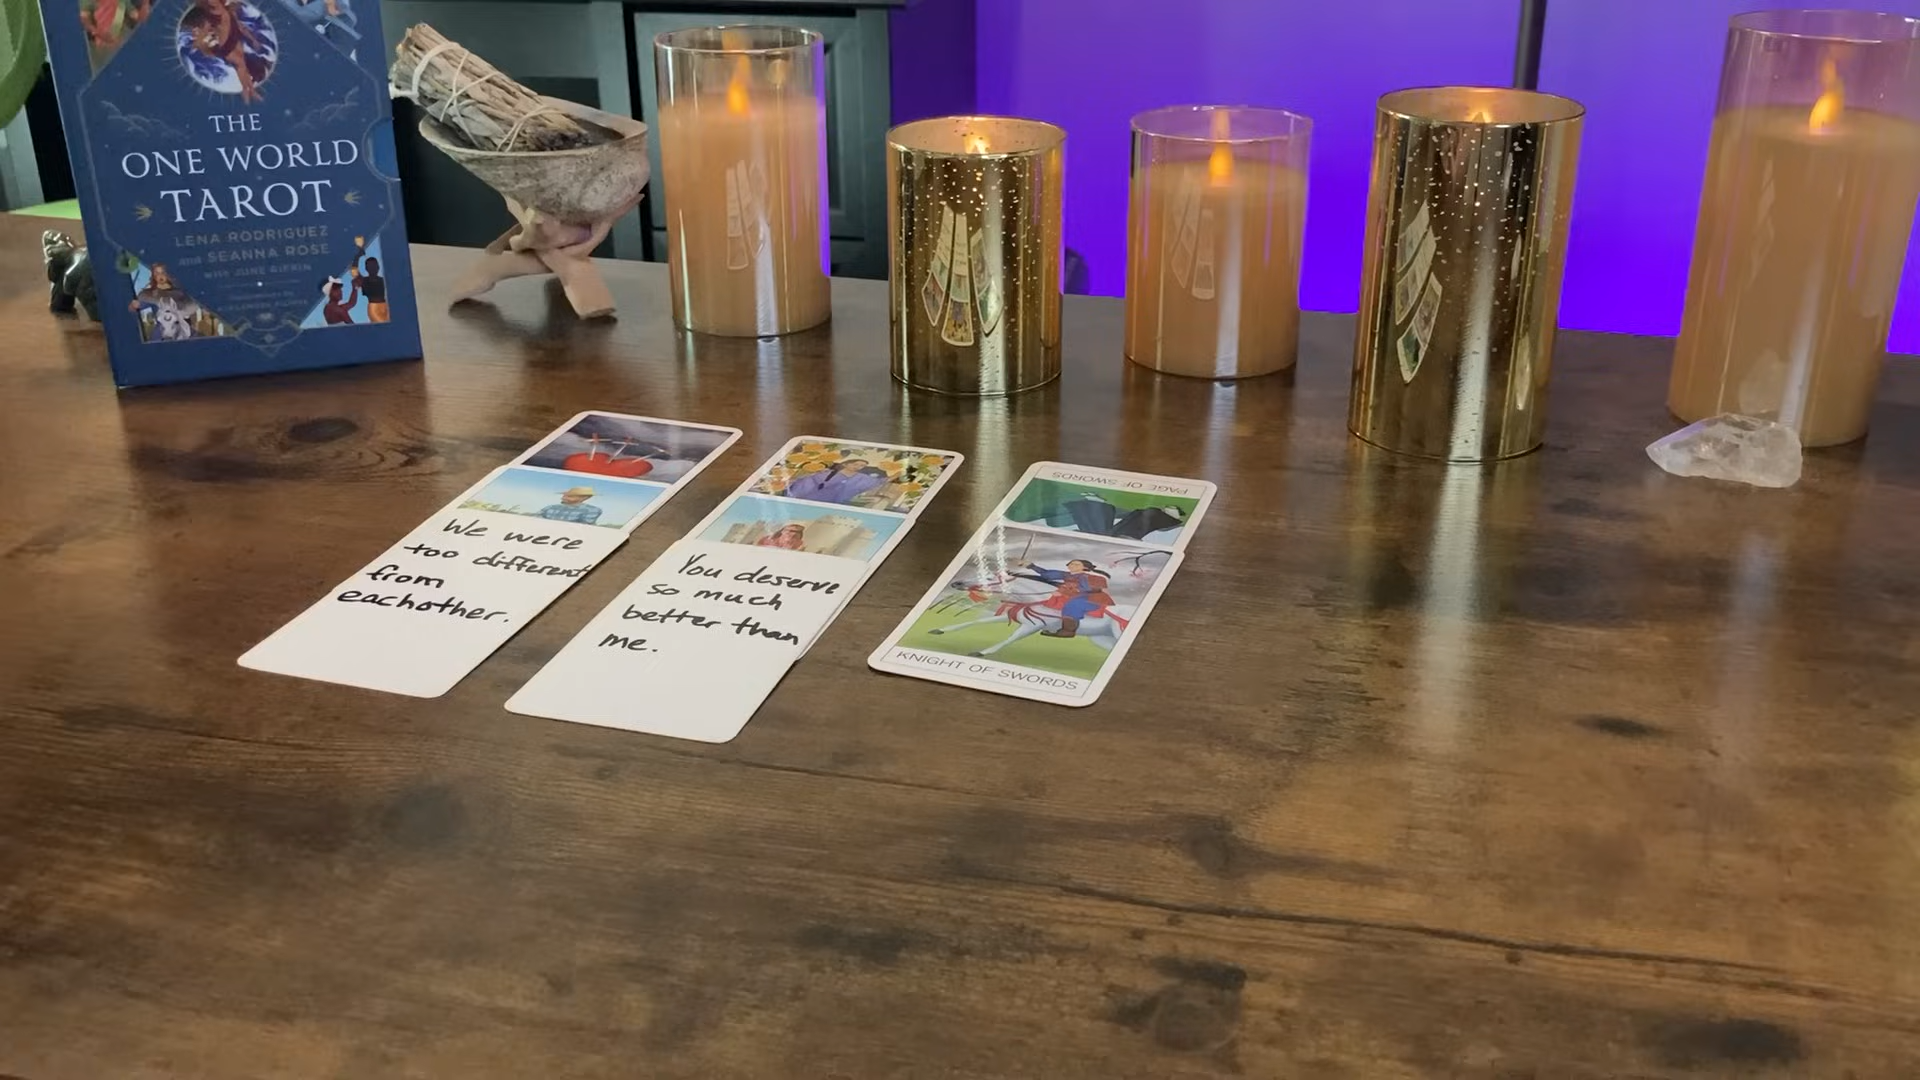 THE
ONE WORLD
TAROT
LENA RODRIGUEZ
and SEANNA ROSE
We were
too different
from
eachother.
You deserve
so much
better than
me.
PAGE OF SWORDS
KNIGHT OF SWORDS